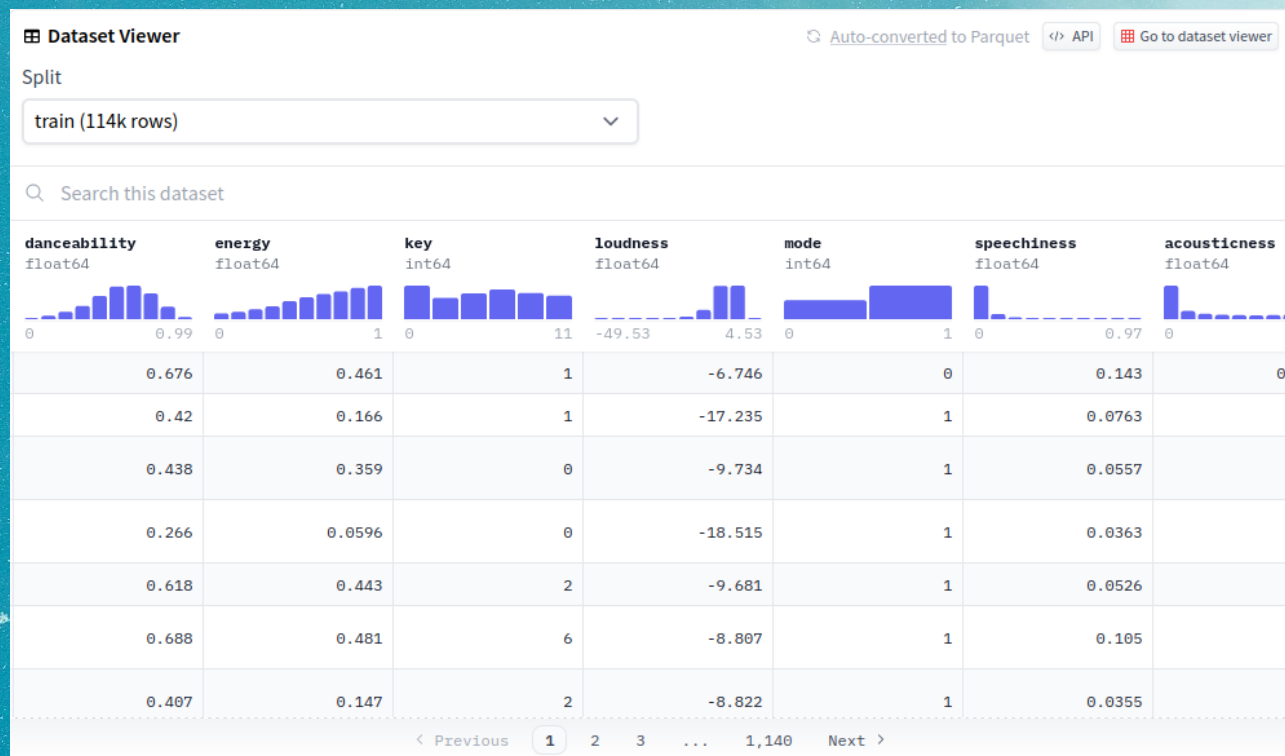 Dataset Viewer Auto-converted to Parquet </> API Go to dataset viewer
Split
train (114k rows)
Search this dataset
danceability energy key loudness mode speechiness acousticness
float64 float64 int64 float64 int64 float64 float64
0 0.99 0 1 0 11 -49.53 4.53 0 1 0 0.97 0
0.676 0.461 1 -6.746 0 0.143 0
0.42 0.166 1 -17.235 1 0.0763
0.438 0.359 0 -9.734 1 0.0557
0.266 0.0596 0 -18.515 1 0.0363
0.618 0.443 2 -9.681 1 0.0526
0.688 0.481 6 -8.807 1 0.105
0.407 0.147 2 -8.822 1 0.0355
< Previous 1 2 3 ... 1,140 Next >